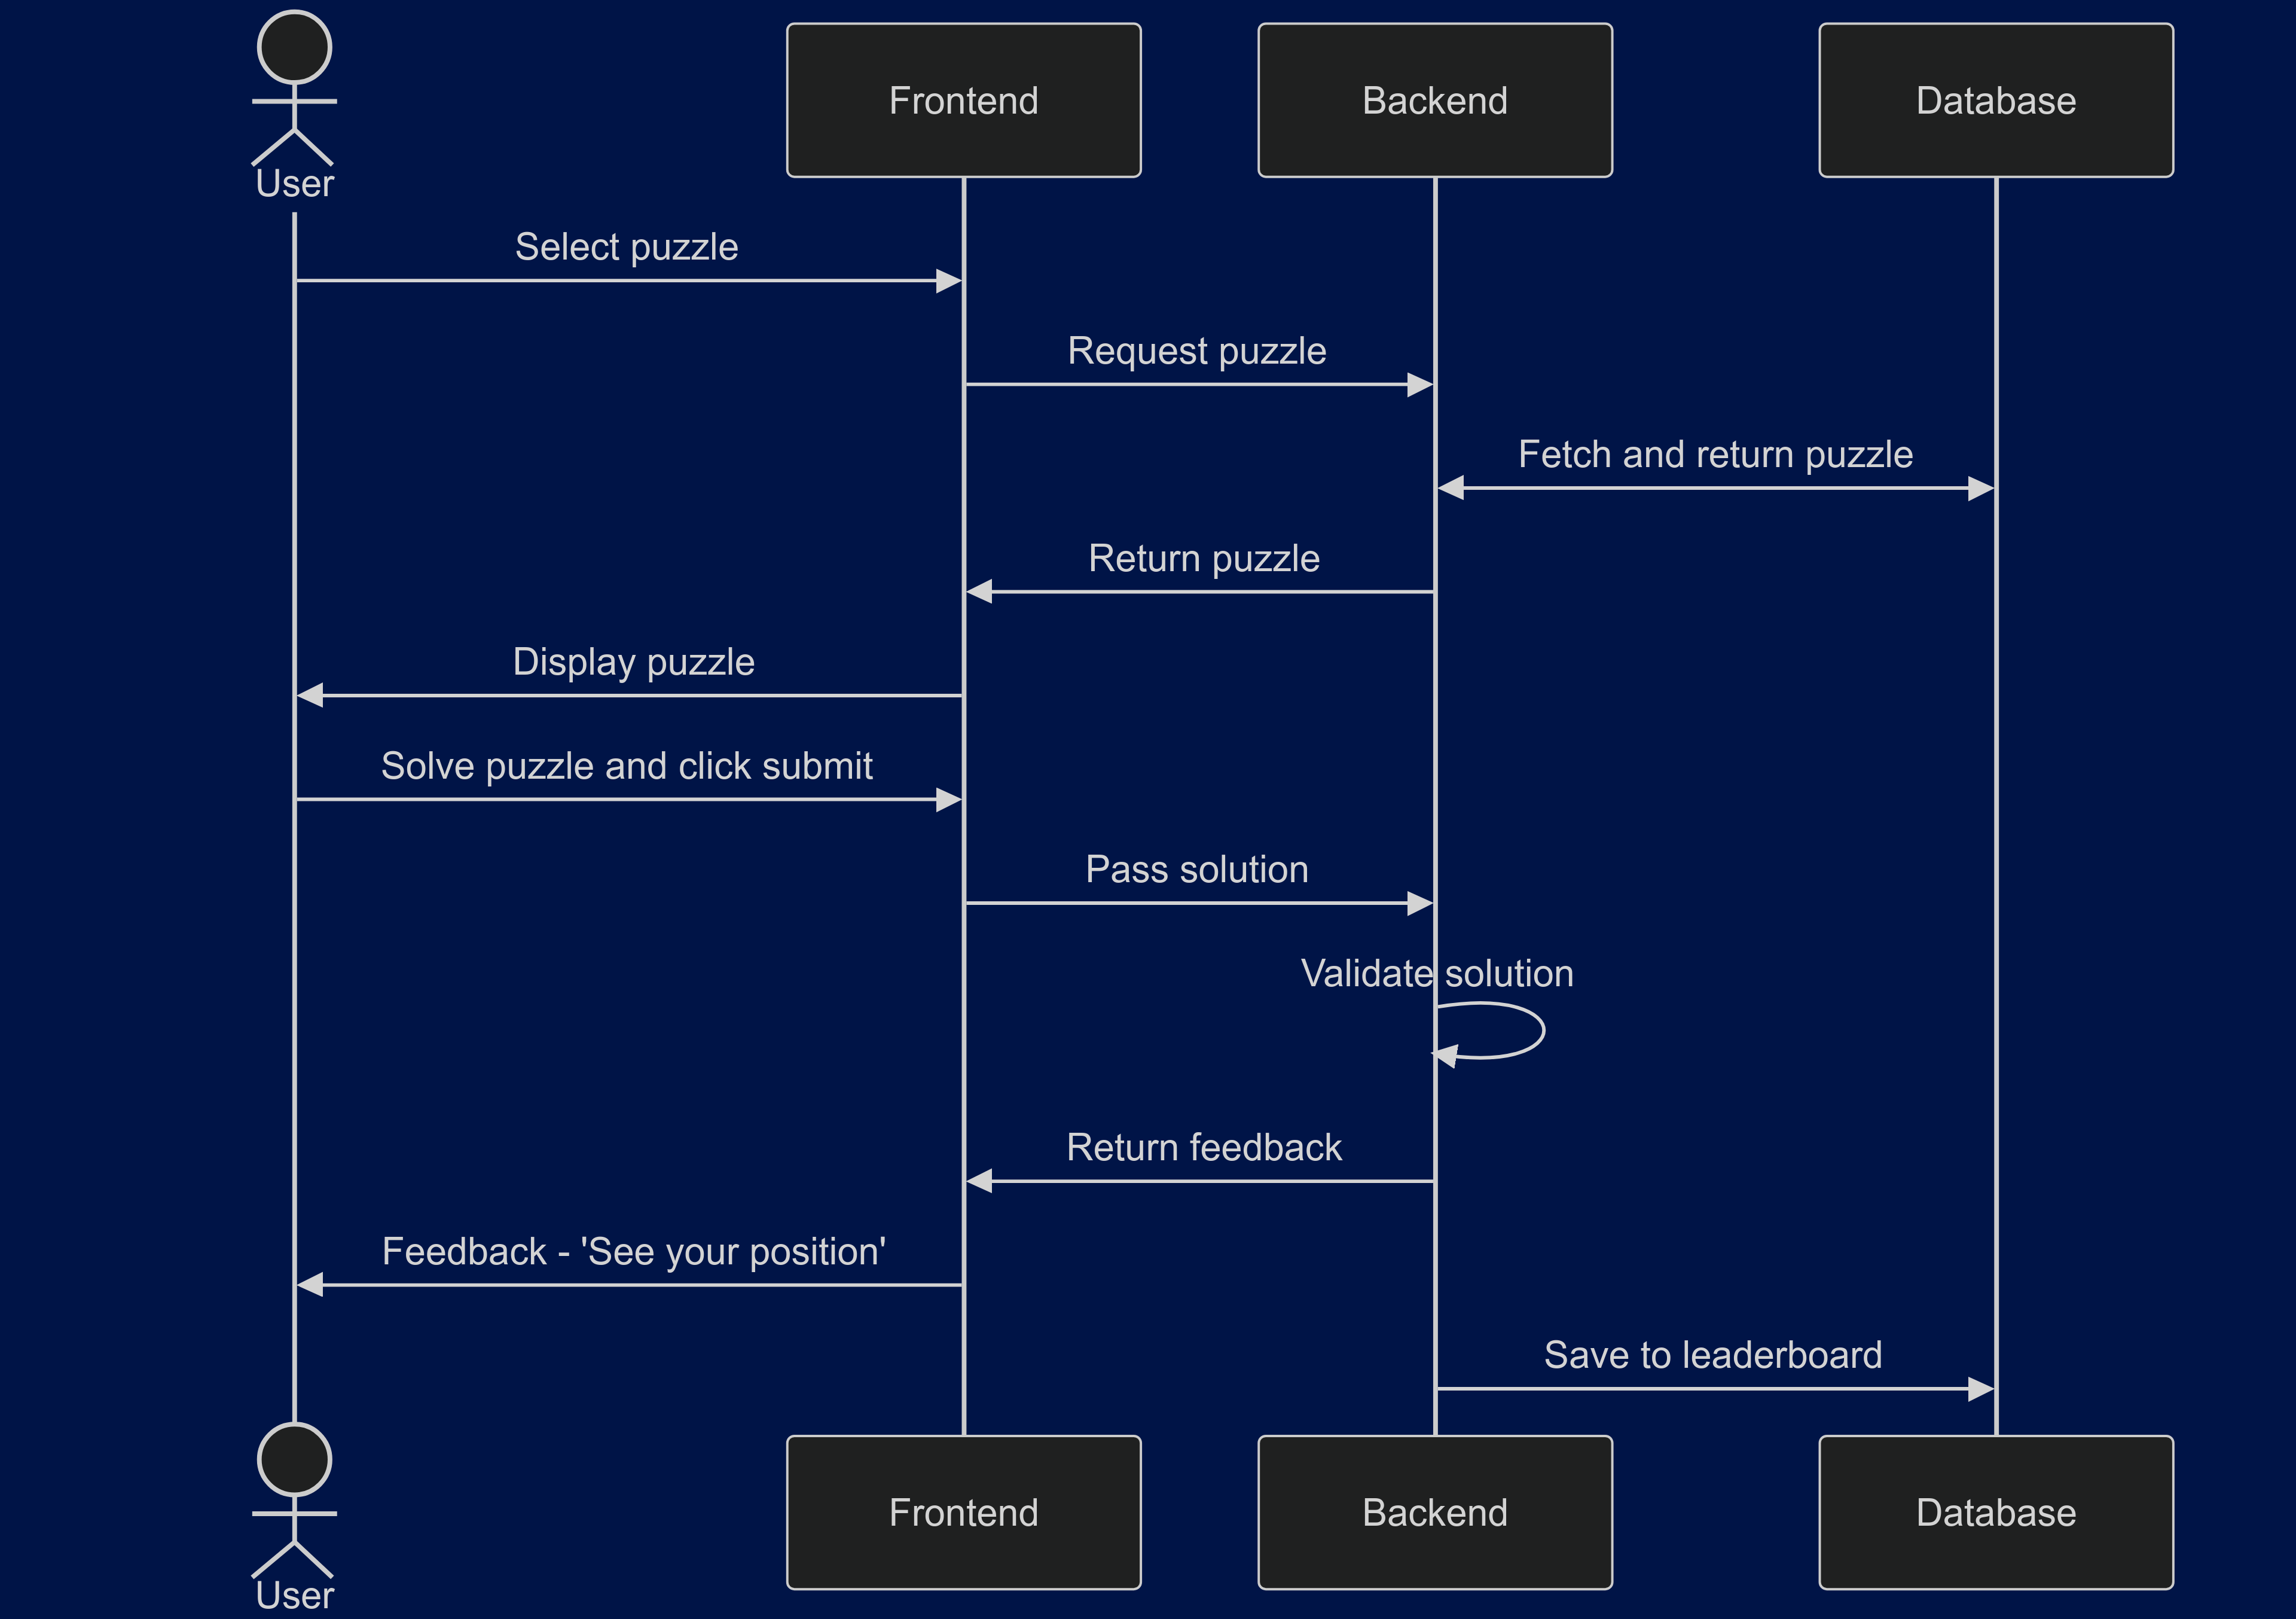 User
Frontend
Backend
Database
Select puzzle
Request puzzle
Fetch and return puzzle
Return puzzle
Display puzzle
Solve puzzle and click submit
Pass solution
Validate solution
Return feedback
Feedback - 'See your position'
Save to leaderboard
User
Frontend
Backend
Database